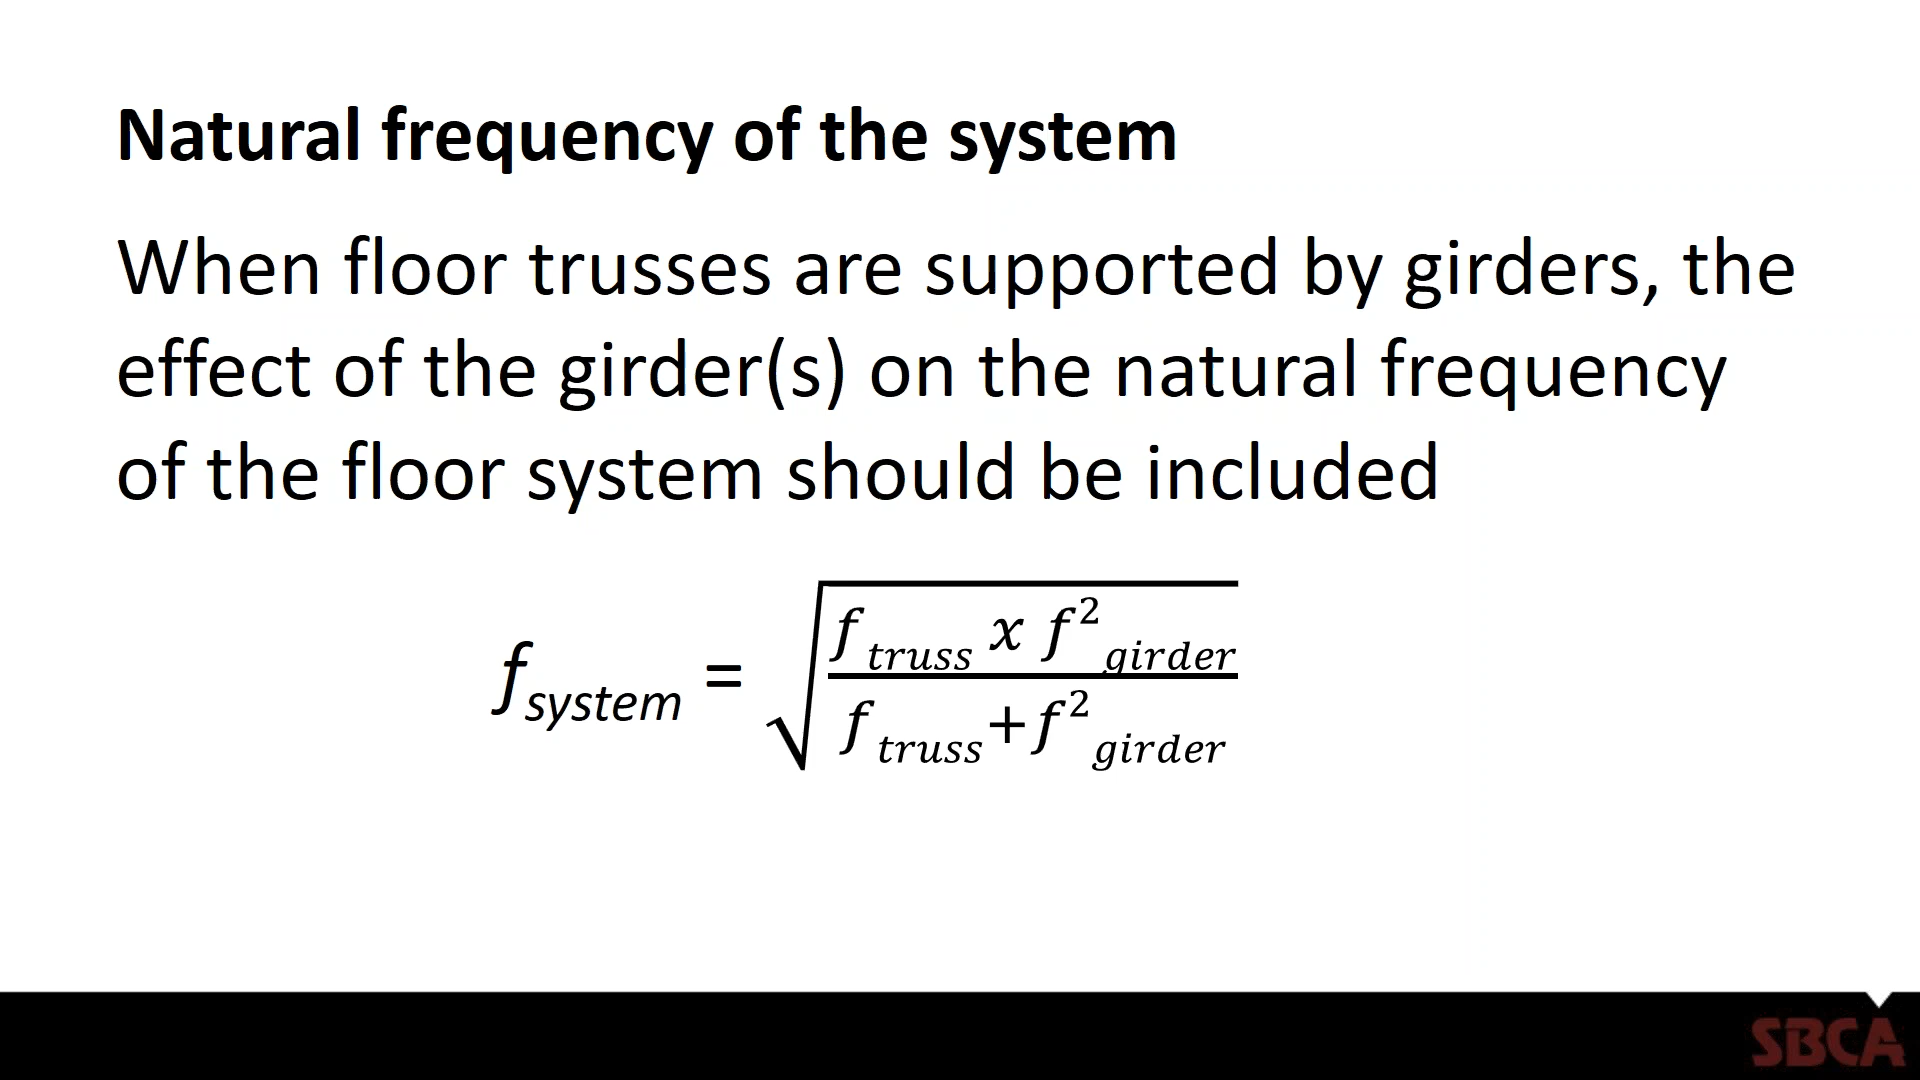 Natural frequency of the system
When floor trusses are supported by girders, the
effect of the girder(s) on the natural frequency
of the floor system should be included
f_system = √((f_truss x f²_girder)/(f_truss+f²_girder))
SBCA